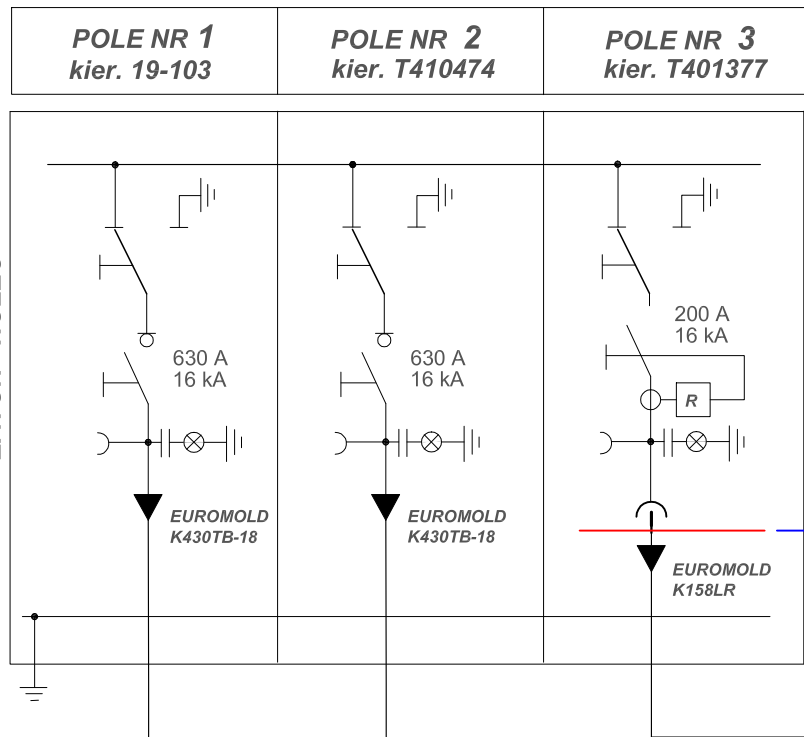 POLE NR 1
kier. 19-103
POLE NR 2
kier. T410474
POLE NR 3
kier. T401377
630 A
16 kA
630 A
16 kA
200 A
16 kA
R
EUROMOLD
K430TB-18
EUROMOLD
K430TB-18
EUROMOLD
K158LR